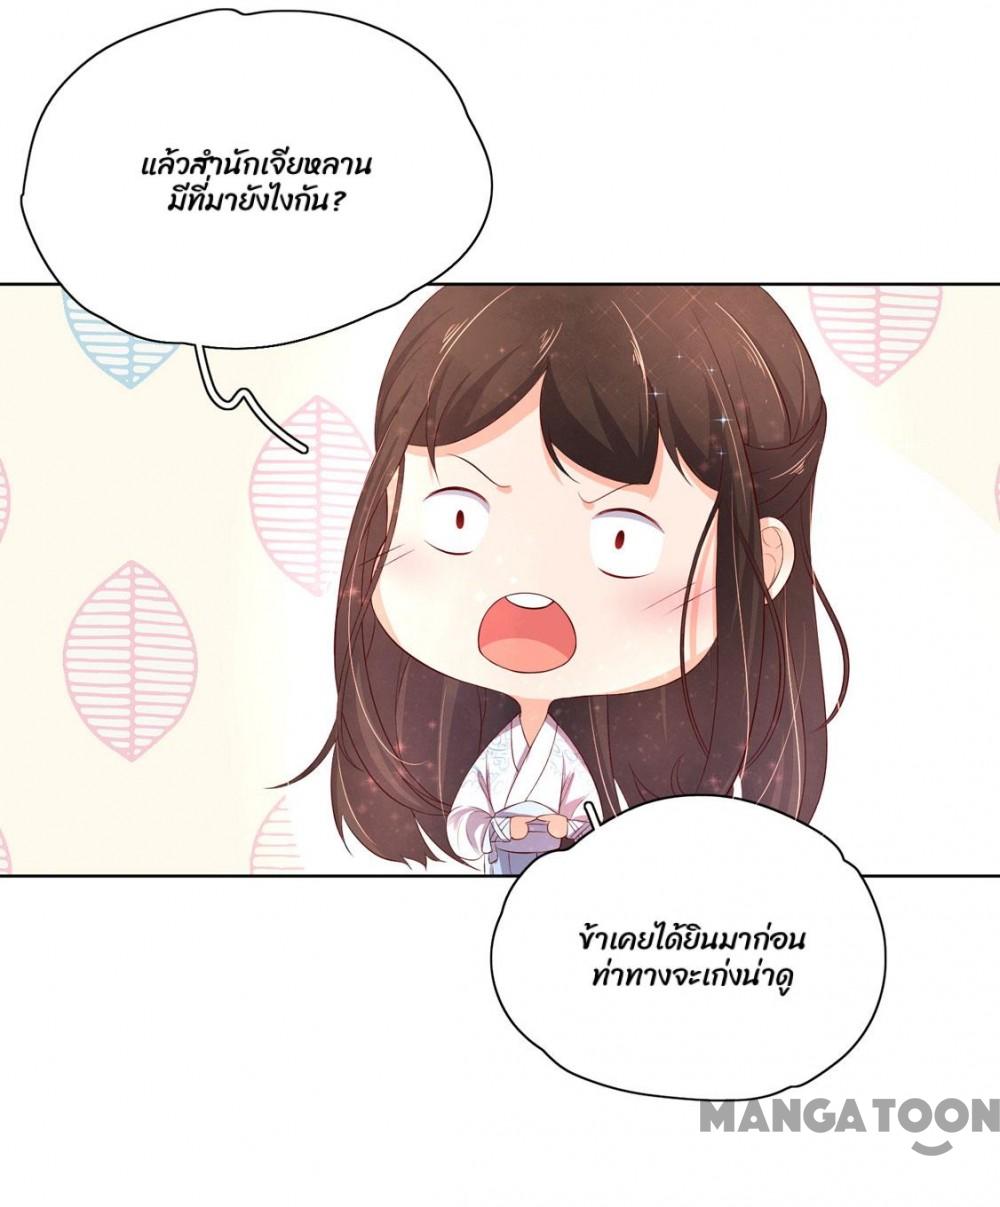 แล้วสำนักเจียหลาน
มีที่มายังไงกัน?
ข้าเคยได้ยินมาก่อน
ท่าทางจะเก่งน่าดู
MANGATOON